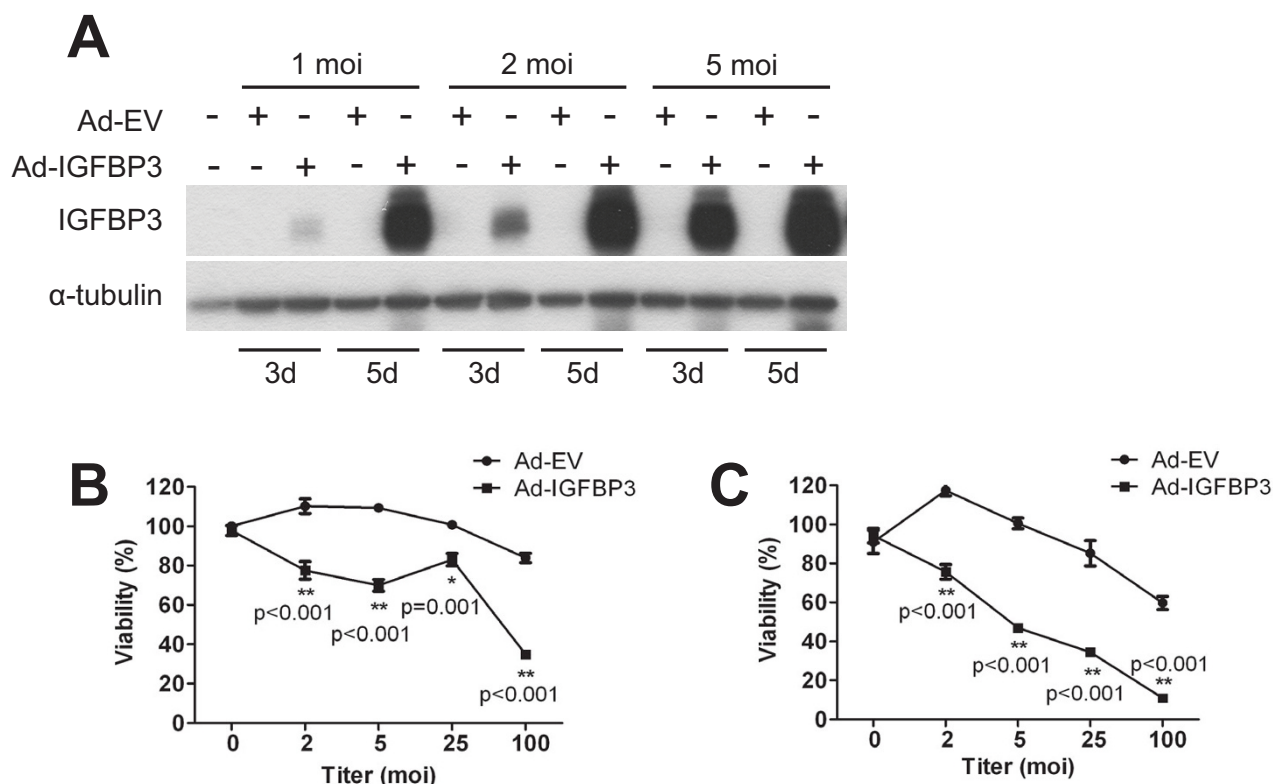 A
1 moi 2 moi 5 moi
Ad-EV - + - + - + - + - + - + -
Ad-IGFBP3 - - + - + - + - + - + - +
IGFBP3
α-tubulin
3d 5d 3d 5d 3d 5d
B
Ad-EV
Ad-IGFBP3
Viability (%)
120
100
80
60
40
20
0
**
p<0.001
**
p<0.001
*
p=0.001
**
p<0.001
0 2 5 25 100
Titer (moi)
C
Ad-EV
Ad-IGFBP3
Viability (%)
120
100
80
60
40
20
0
**
p<0.001
**
p<0.001
**
p<0.001
p<0.001
**
0 2 5 25 100
Titer (moi)